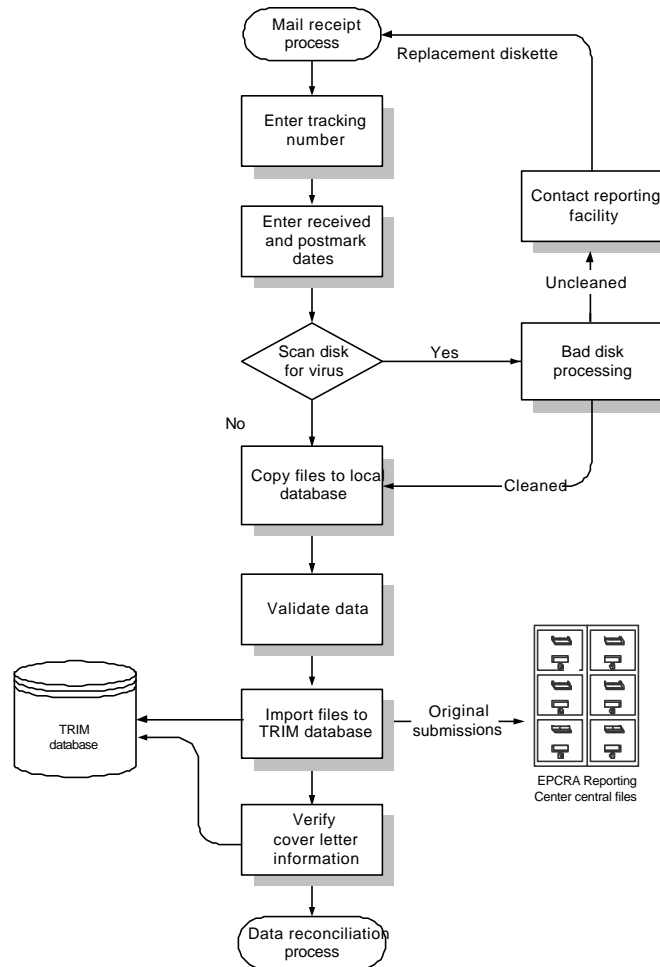 Mail receipt
process
Replacement diskette
Enter tracking
number
Contact reporting
facility
Enter received
and postmark
dates
Uncleaned
Scan disk
for virus
Yes
Bad disk
processing
No
Copy files to local
database
Cleaned
Validate data
TRIM
database
Import files to
TRIM database
Original
submissions
EPCRA Reporting
Center central files
Verify
cover letter
information
Data reconciliation
process